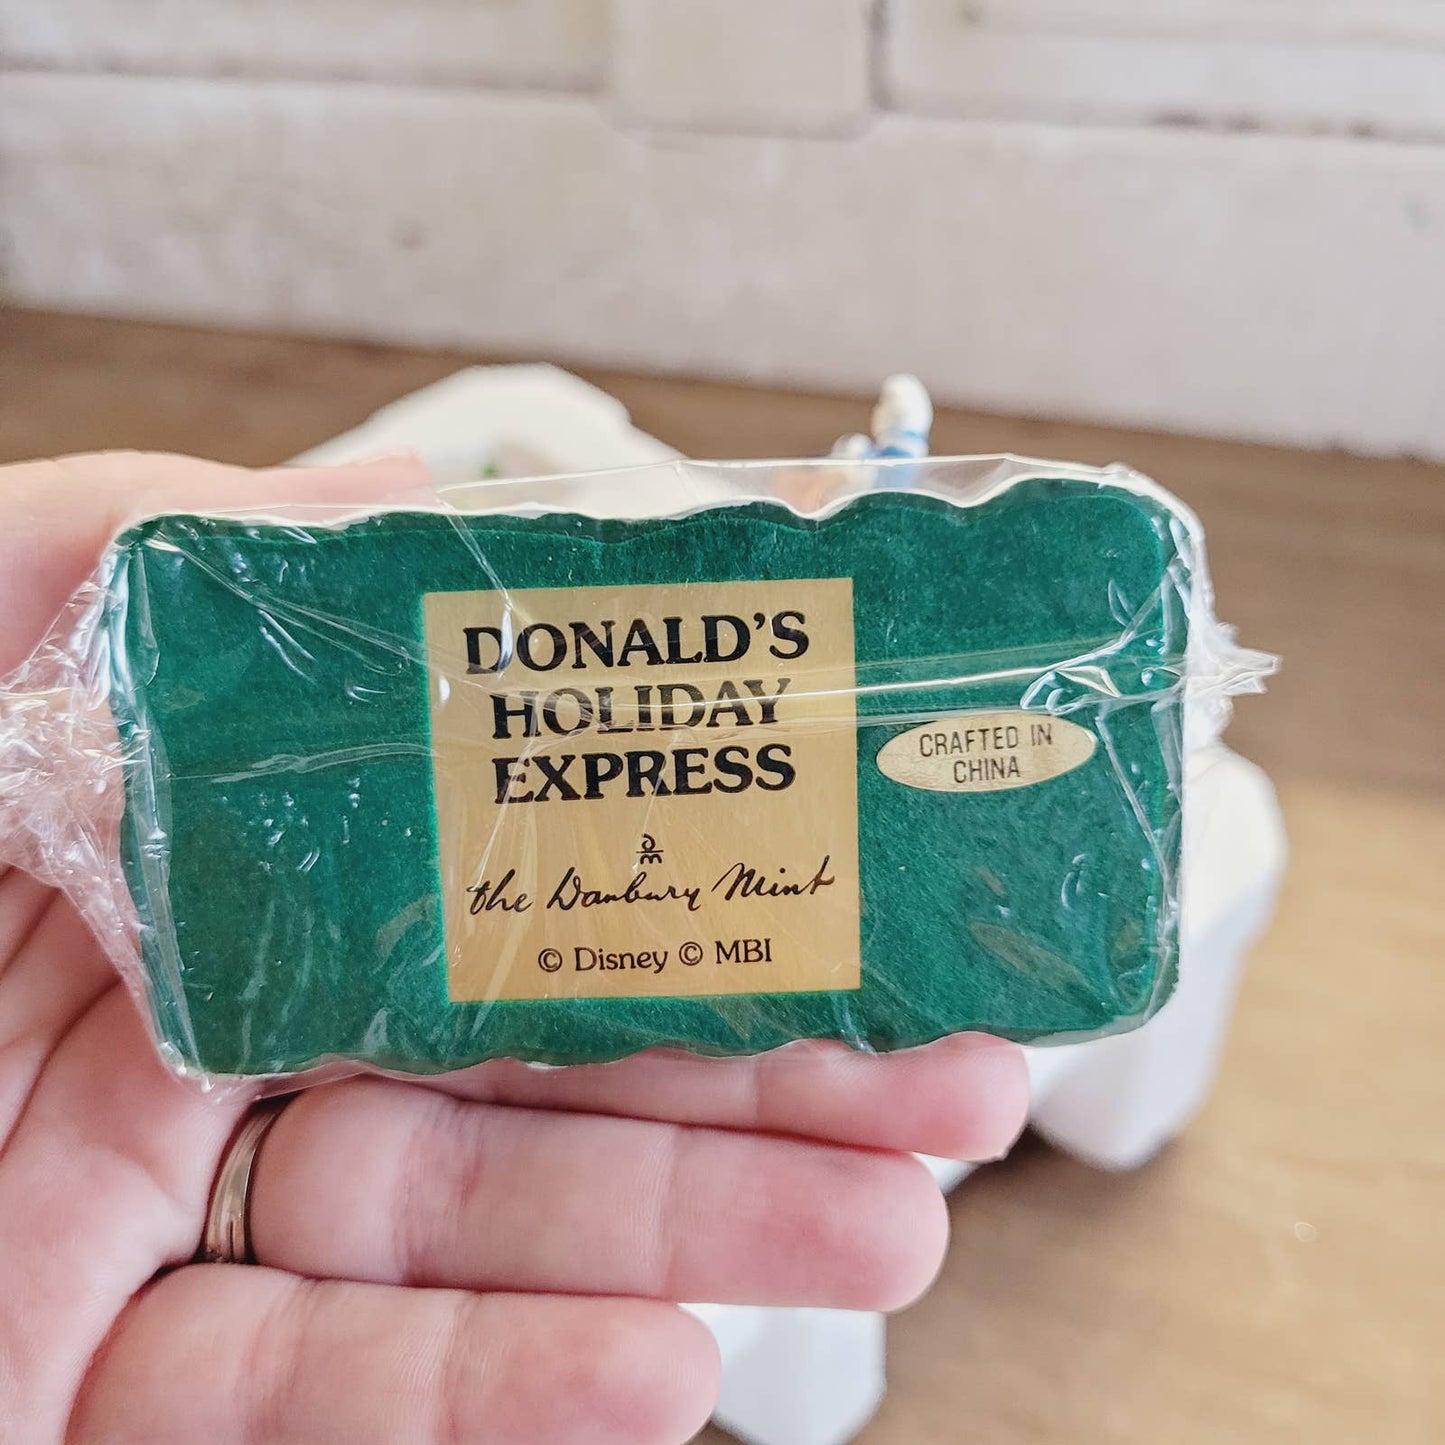 DONALD'S
HOLIDAY
EXPRESS
the Danbury Mint
© Disney © MBI
CRAFTED IN
CHINA